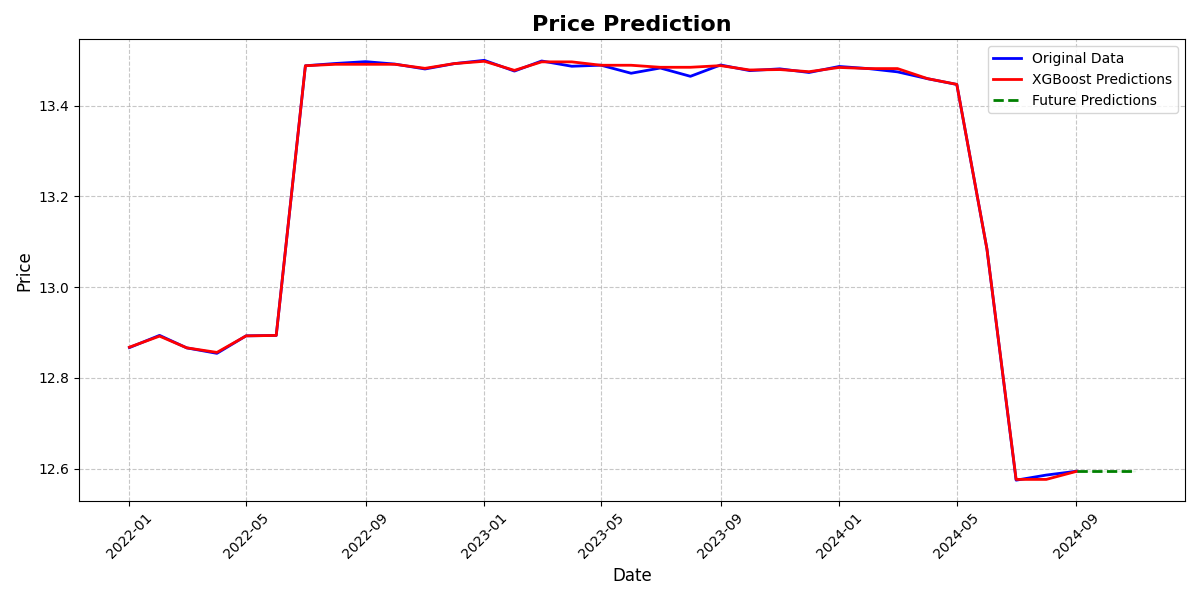 Price Prediction
Original Data
XGBoost Predictions
Future Predictions
Price
13.4
13.2
13.0
12.8
12.6
2022-01
2022-05
2022-09
2023-01
2023-05
2023-09
2024-01
2024-05
2024-09
Date